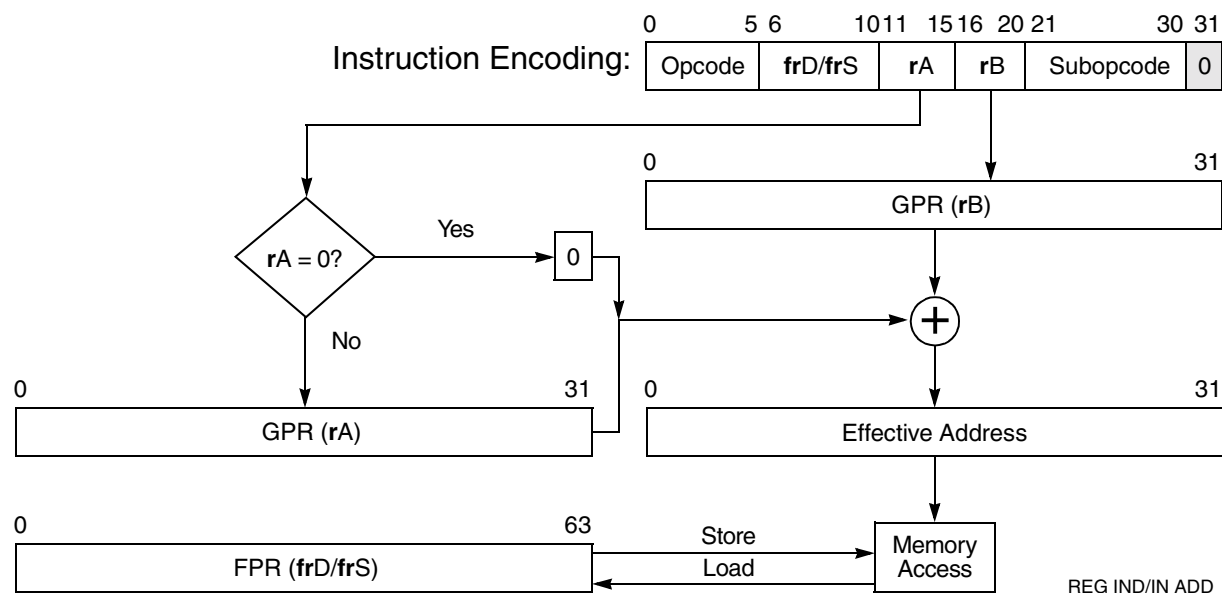 0 5 6 10 11 15 16 20 21 30 31
Instruction Encoding: Opcode frD/frS rA rB Subopcode 0
0 31
GPR (rB)
Yes
rA = 0? 0
+
No
0 31 0 31
GPR (rA) Effective Address
0 63
Store
FPR (frD/frS) Memory
Load Access
REG IND/IN ADD